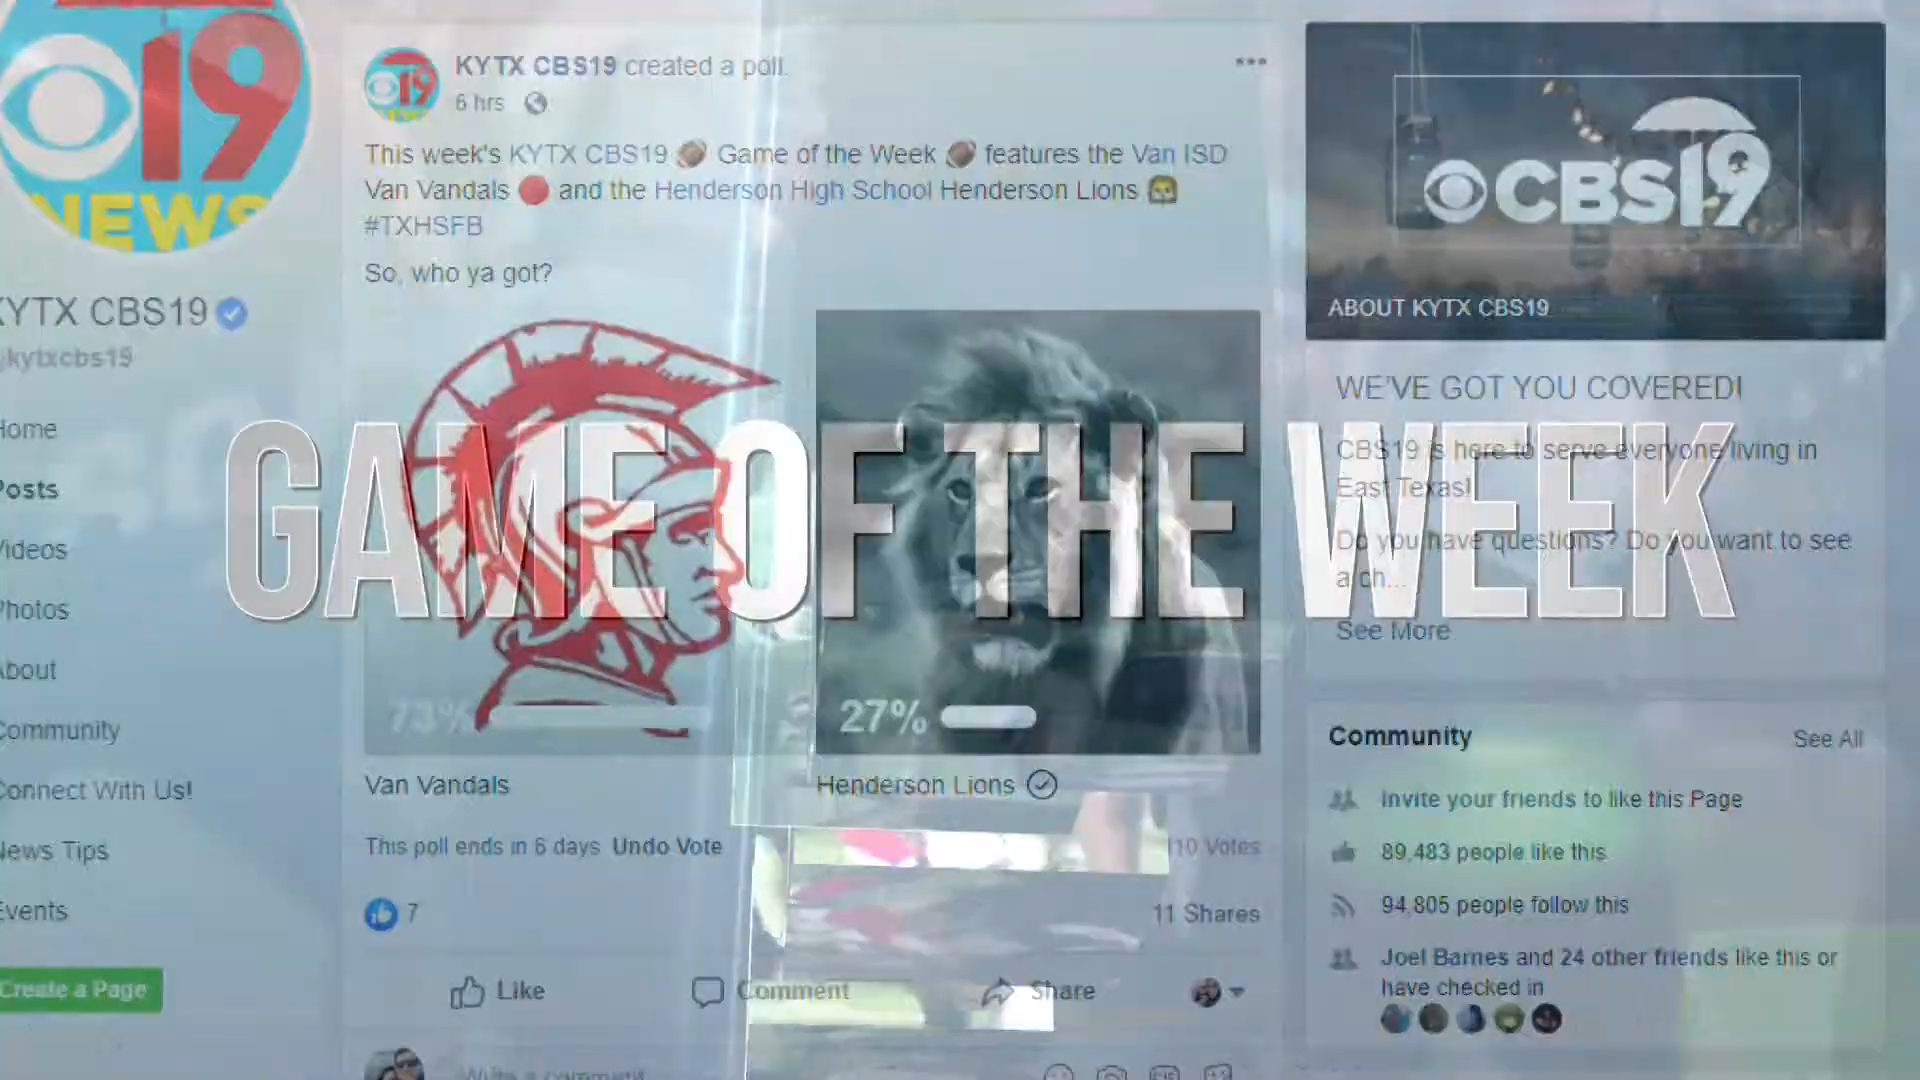 19
NEWS
KYTX CBS19
kytxcbs19
Home
Posts
Videos
Photos
About
Community
Connect With Us!
News Tips
Events
Create a Page
19
NEWS
KYTX CBS19 created a poll.
6 hrs
This week's KYTX CBS19 🏈 Game of the Week 🏈 features the Van ISD
Van Vandals 🔴 and the Henderson High School Henderson Lions 🦁
#TXHSFB
So, who ya got?
GAME OF THE WEEK
73%
27%
Van Vandals
Henderson Lions
This poll ends in 6 days Undo Vote
110 Votes
7
11 Shares
Like
Comment
Share
Write a comment
CBS19
ABOUT KYTX CBS19
WE'VE GOT YOU COVERED!
CBS19 is here to serve everyone living in
East Texas!
Do you have questions? Do you want to see
a ch...
See More
Community
See All
Invite your friends to like this Page
89,483 people like this
94,805 people follow this
Joel Barnes and 24 other friends like this or
have checked in